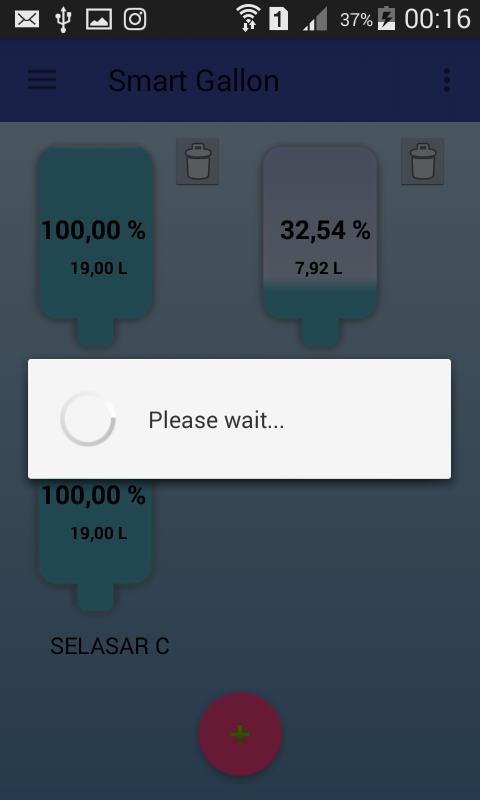 1 37% 00:16
Smart Gallon
100,00 % 32,54 %
19,00 L 7,92 L
Please wait...
100,00 %
19,00 L
SELASAR C
+